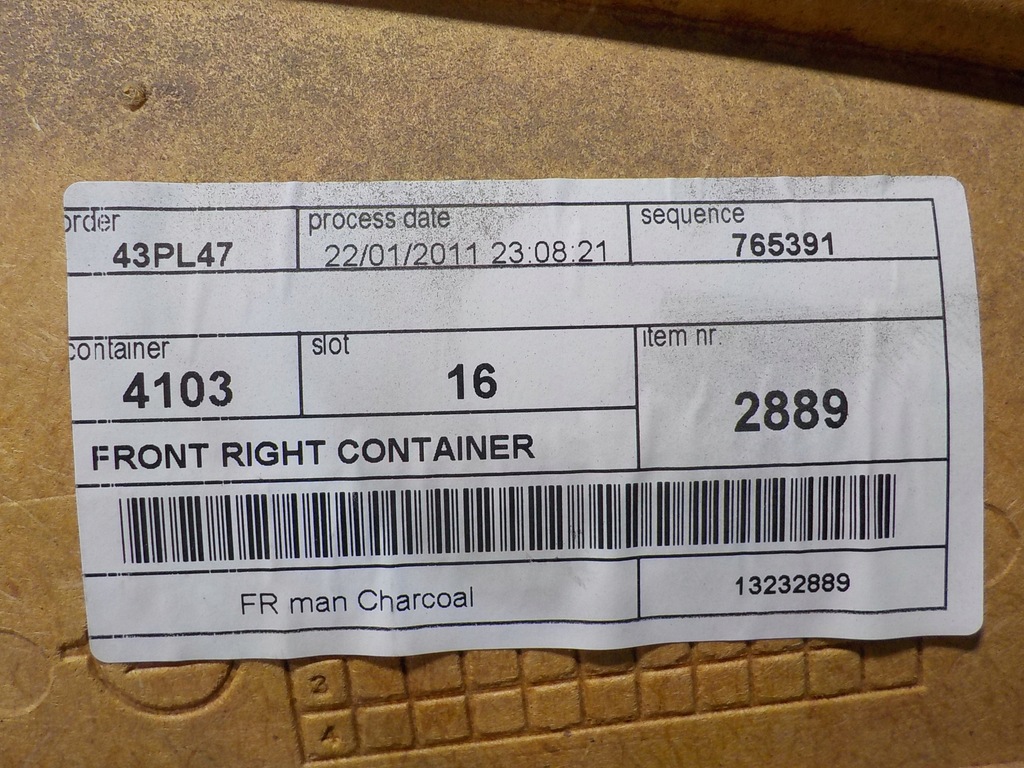 order process date sequence
43PL47 22/01/2011 23:08:21 765391
container slot item nr.
4103 16 2889
FRONT RIGHT CONTAINER
FR man Charcoal 13232889
3
4